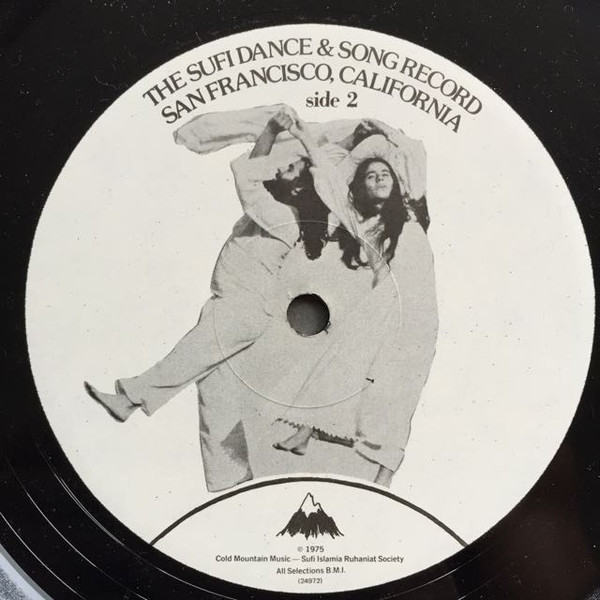 THE SUFI DANCE & SONG RECORD
SAN FRANCISCO, CALIFORNIA
side 2
© 1975
Cold Mountain Music — Sufi Islamia Ruhaniat Society
All Selections B.M.I.
(24972)